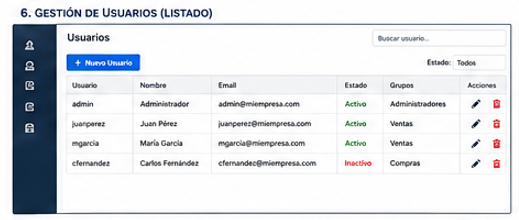 6. GESTIÓN DE USUARIOS (LISTADO)
Usuarios
Buscar usuario...
+ Nuevo Usuario
Estado: Todos
Usuario Nombre Email Estado Grupos Acciones
admin Administrador admin@miempresa.com Activo Administradores
juanperez Juan Pérez juanperez@miempresa.com Activo Ventas
mgarcia María García mgarcia@miempresa.com Activo Ventas
cfernandez Carlos Fernández cfernandez@miempresa.com Inactivo Compras